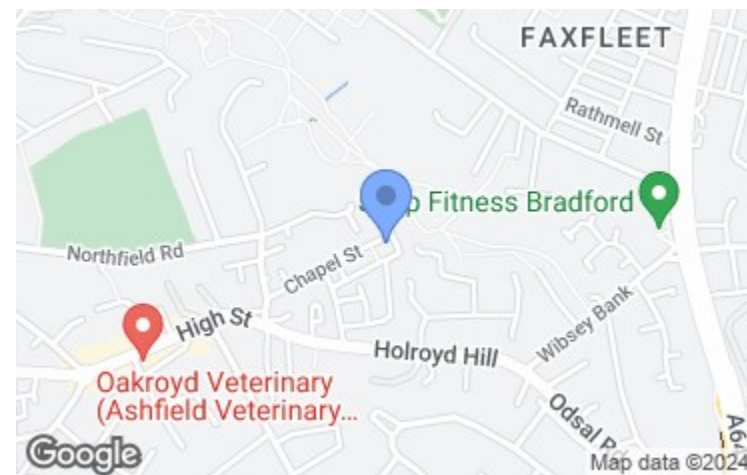 FAXFLEET
Rathmell St
p Fitness Bradford
Northfield Rd
Chapel St
High St
Wibsey Bank
Holroyd Hill
Oakroyd Veterinary
(Ashfield Veterinary...
Odsal
A64
Google
Map data ©2024